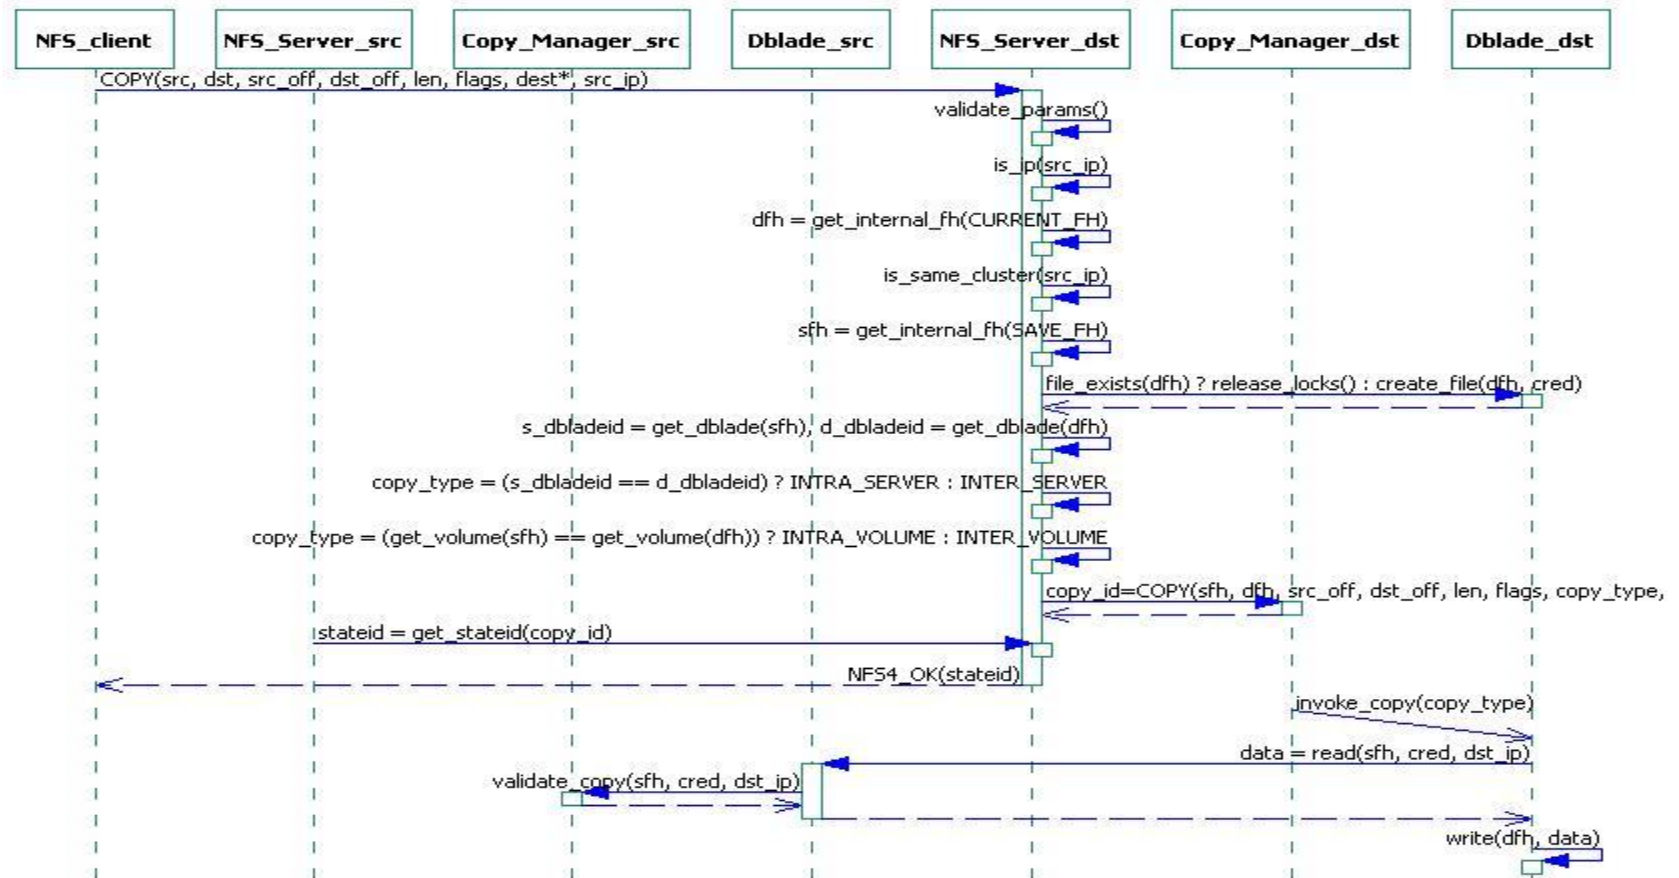 NFS_client
NFS_Server_src
Copy_Manager_src
Dblade_src
NFS_Server_dst
Copy_Manager_dst
Dblade_dst
COPY(src, dst, src_off, dst_off, len, flags, dest*, src_ip)
validate_params()
is_ip(src_ip)
dfh = get_internal_fh(CURRENT_FH)
is_same_cluster(src_ip)
sfh = get_internal_fh(SAVE_FH)
file_exists(dfh) ? release_locks() : create_file(dfh, cred)
s_dbladeid = get_dblade(sfh), d_dbladeid = get_dblade(dfh)
copy_type = (s_dbladeid == d_dbladeid) ? INTRA_SERVER : INTER_SERVER
copy_type = (get_volume(sfh) == get_volume(dfh)) ? INTRA_VOLUME : INTER_VOLUME
copy_id=COPY(sfh, dfh, src_off, dst_off, len, flags, copy_type,
stateid = get_stateid(copy_id)
NFS4_OK(stateid)
invoke_copy(copy_type)
data = read(sfh, cred, dst_ip)
validate_copy(sfh, cred, dst_ip)
write(dfh, data)